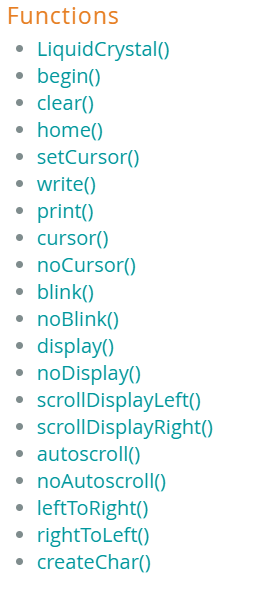 Functions
LiquidCrystal()
begin()
clear()
home()
setCursor()
write()
print()
cursor()
noCursor()
blink()
noBlink()
display()
noDisplay()
scrollDisplayLeft()
scrollDisplayRight()
autoscroll()
noAutoscroll()
leftToRight()
rightToLeft()
createChar()